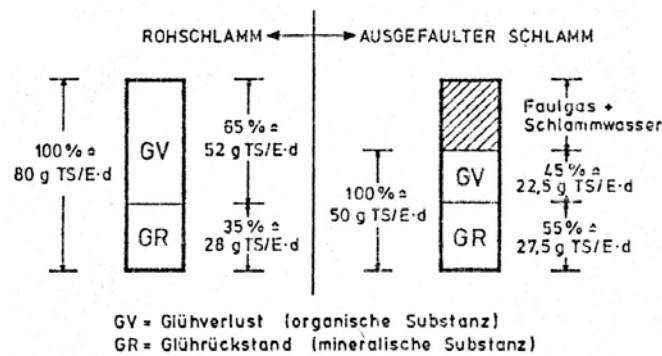 ROHSCHLAMM
AUSGEFAULTER SCHLAMM
100% ≙
80 g TS/E·d
GV
GR
65% ≙
52 g TS/E·d
35% ≙
28 g TS/E·d
100% ≙
50 g TS/E·d
GV
GR
Faulgas +
Schlammwasser
45% ≙
22,5 g TS/E·d
55% ≙
27,5 g TS/E·d
GV = Glühverlust (organische Substanz)
GR = Glührückstand (mineralische Substanz)